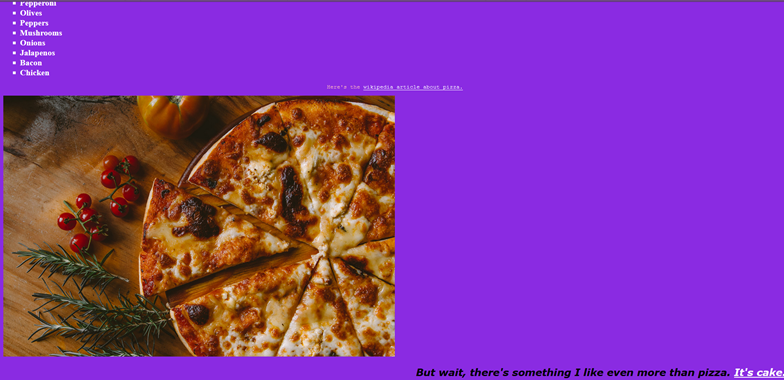 Pepperoni
Olives
Peppers
Mushrooms
Onions
Jalapenos
Bacon
Chicken
Here's the wikipedia article about pizza.
But wait, there's something I like even more than pizza. It's cake